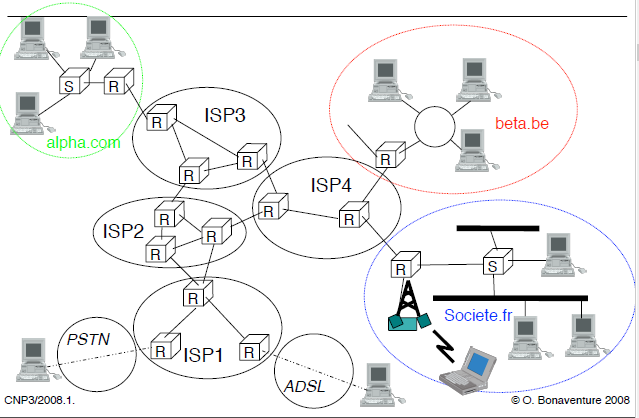 S
R
alpha.com
R
ISP3
R
R
R
beta.be
ISP4
R
R
R
ISP2
R
R
R
S
Societe.fr
R
PSTN
R
ISP1
R
ADSL
CNP3/2008.1.
© O. Bonaventure 2008